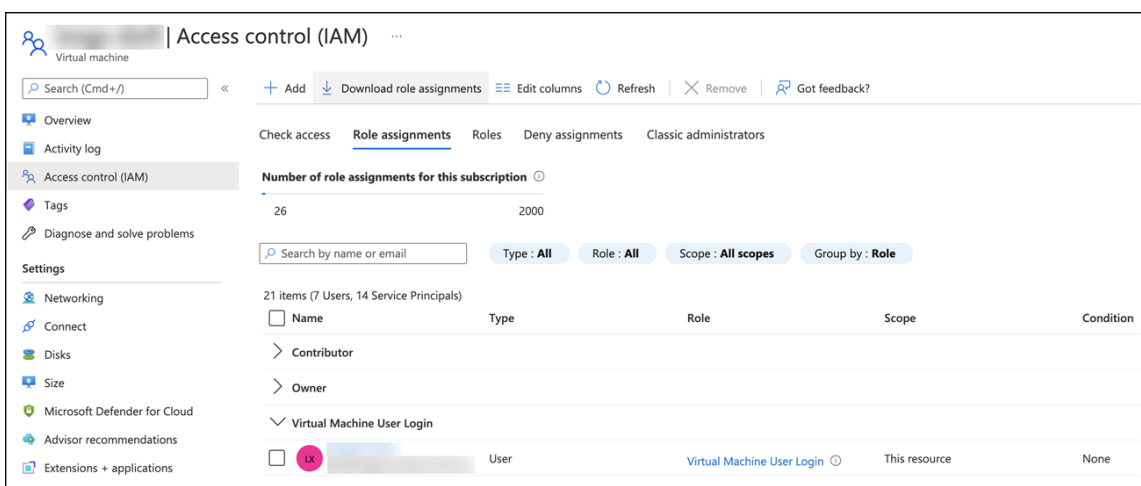 | Access control (IAM) ...
Virtual machine
Search (Cmd+/) «
Overview
Activity log
Access control (IAM)
Tags
Diagnose and solve problems
Settings
Networking
Connect
Disks
Size
Microsoft Defender for Cloud
Advisor recommendations
Extensions + applications
Add Download role assignments Edit columns Refresh Remove Got feedback?
Check access Role assignments Roles Deny assignments Classic administrators
Number of role assignments for this subscription
26 2000
Search by name or email Type : All Role : All Scope : All scopes Group by : Role
21 items (7 Users, 14 Service Principals)
Name Type Role Scope Condition
Contributor
Owner
Virtual Machine User Login
LX User Virtual Machine User Login This resource None